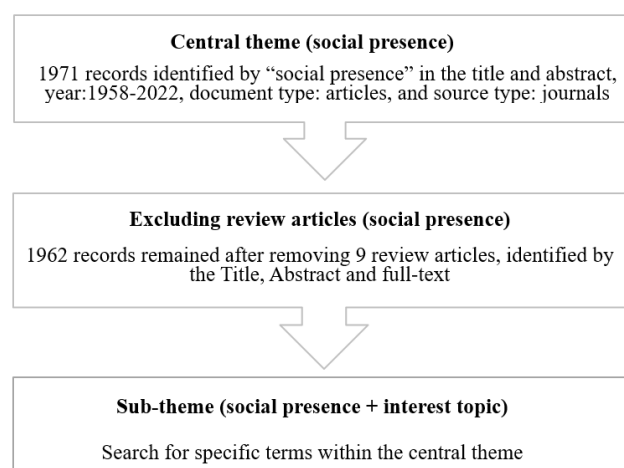 Central theme (social presence)
1971 records identified by “social presence” in the title and abstract,
year:1958-2022, document type: articles, and source type: journals
Excluding review articles (social presence)
1962 records remained after removing 9 review articles, identified by
the Title, Abstract and full-text
Sub-theme (social presence + interest topic)
Search for specific terms within the central theme